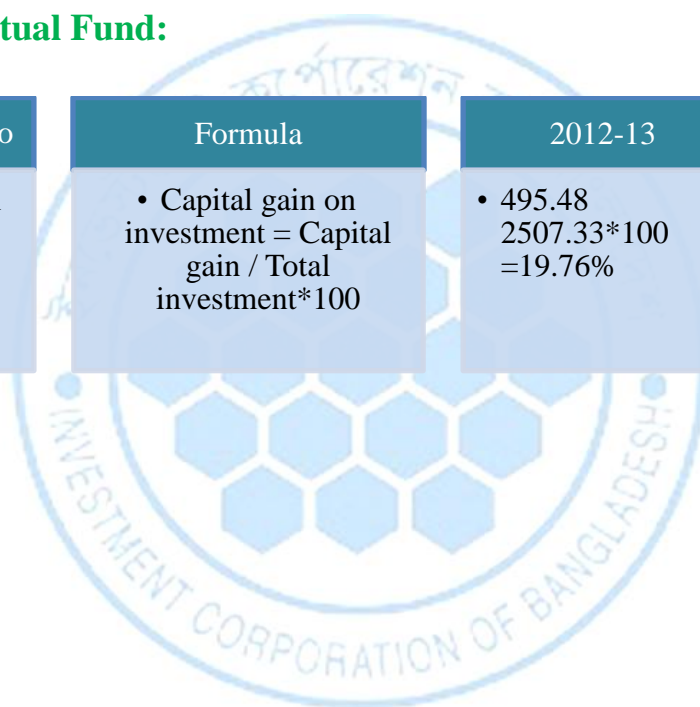 tual Fund:
o
Formula
2012-13
• Capital gain on
investment = Capital
gain / Total
investment*100
• 495.48
2507.33*100
=19.76%
INVESTMENT CORPORATION OF BANGLADESH